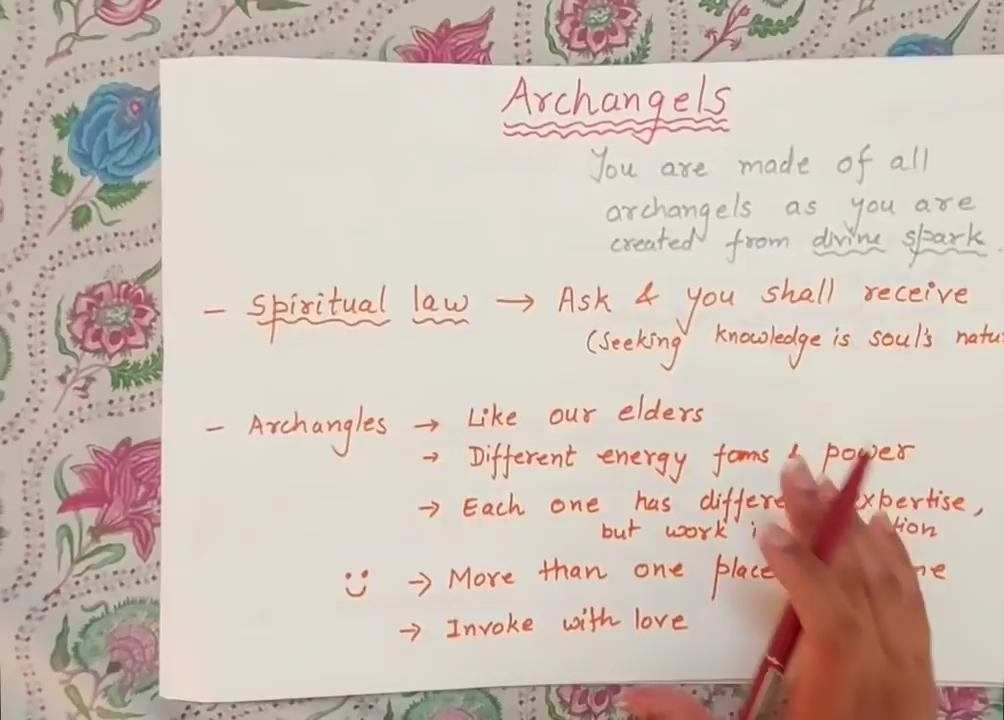 Archangels
You are made of all
archangels as you are
created from divine spark.
- Spiritual law → Ask & you shall receive
(Seeking knowledge is soul's
- Archangles → Like our elders
→ Different energy foms & power
→ Each one has expertise,
but work
:) → More than one
→ Invoke with love